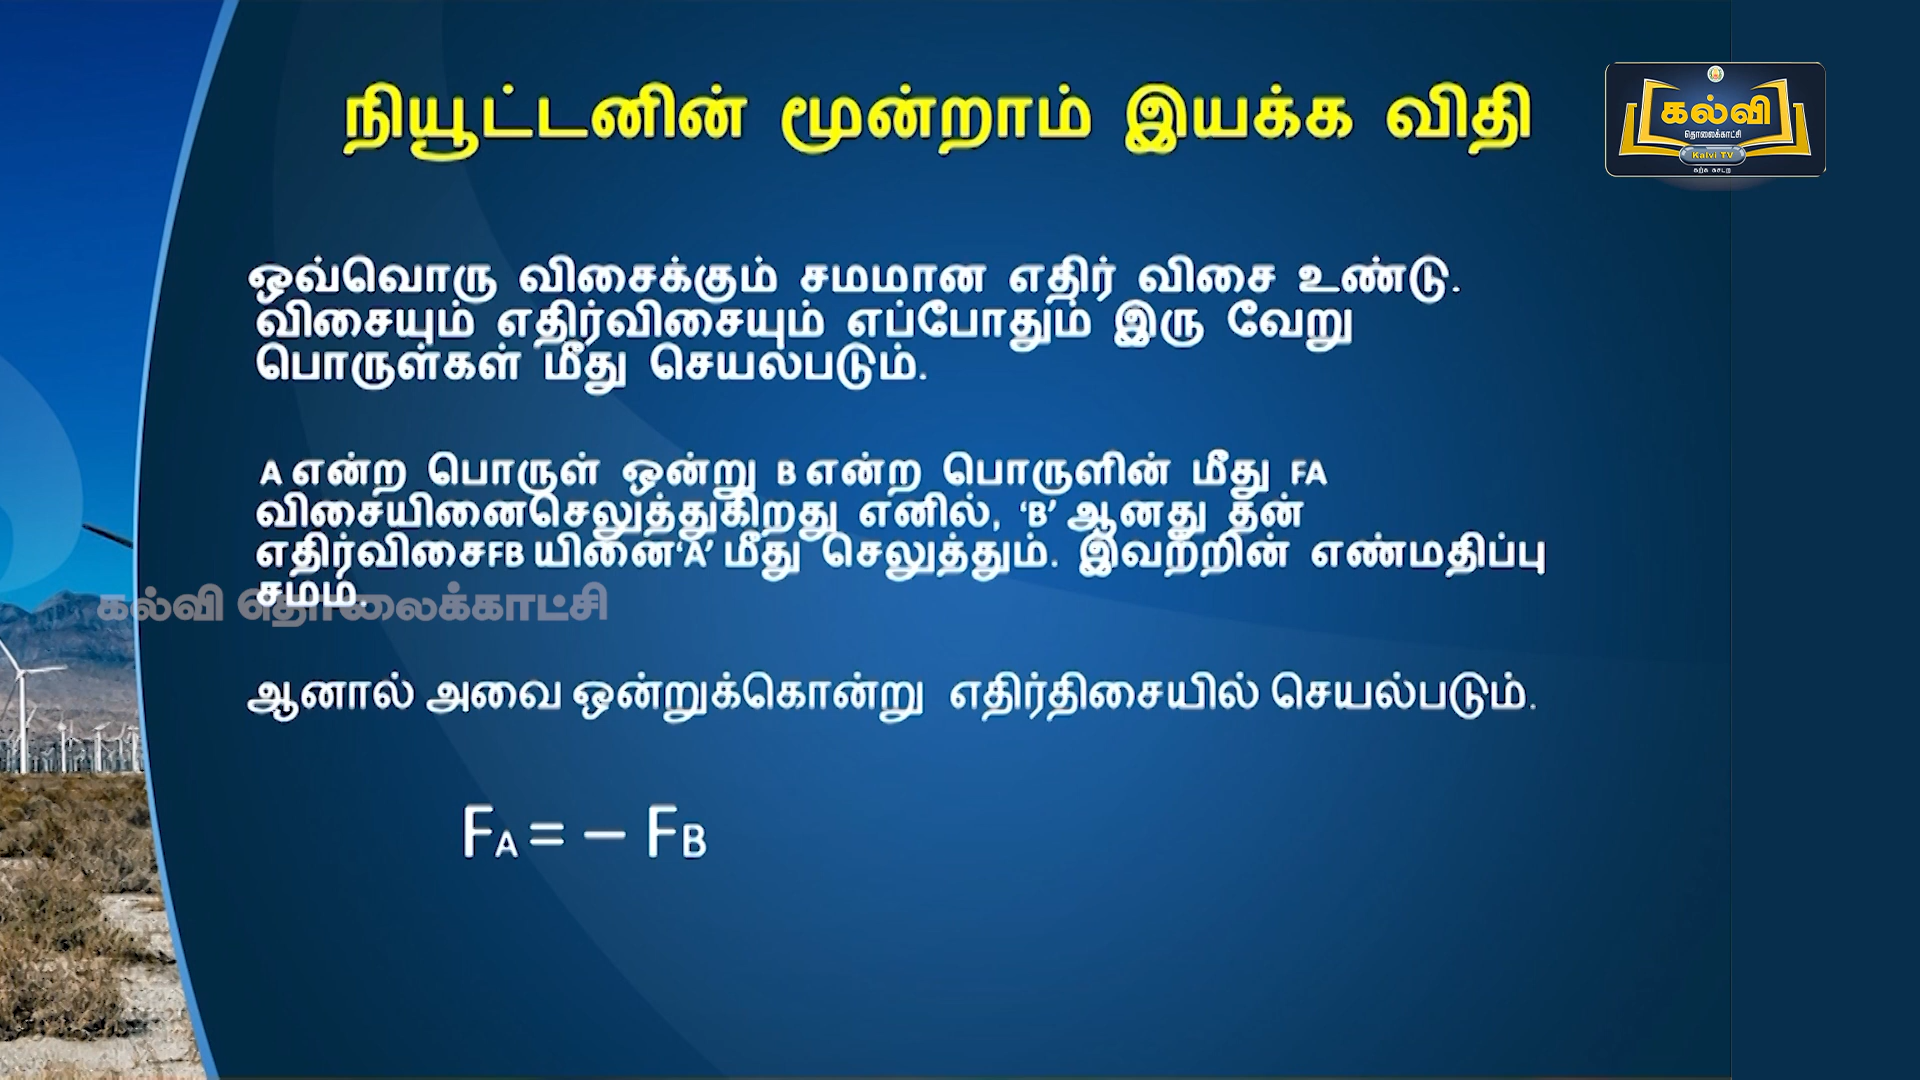 நியூட்டனின் மூன்றாம் இயக்க விதி
கல்வி
தொலைக்காட்சி
Kalvi TV
கற்க கசடற
ஒவ்வொரு விசைக்கும் சமமான எதிர் விசை உண்டு.
விசையும் எதிர்விசையும் எப்போதும் இரு வேறு
பொருள்கள் மீது செயல்படும்.
A என்ற பொருள் ஒன்று B என்ற பொருளின் மீது FA
விசையினைசெலுத்துகிறது எனில், 'B' ஆனது தன்
எதிர்விசைFB யினை'A' மீது செலுத்தும். இவற்றின் எண்மதிப்பு
சமம்.
கல்வி தொலைக்காட்சி
ஆனால் அவை ஒன்றுக்கொன்று எதிர்திசையில் செயல்படும்.
FA = – FB